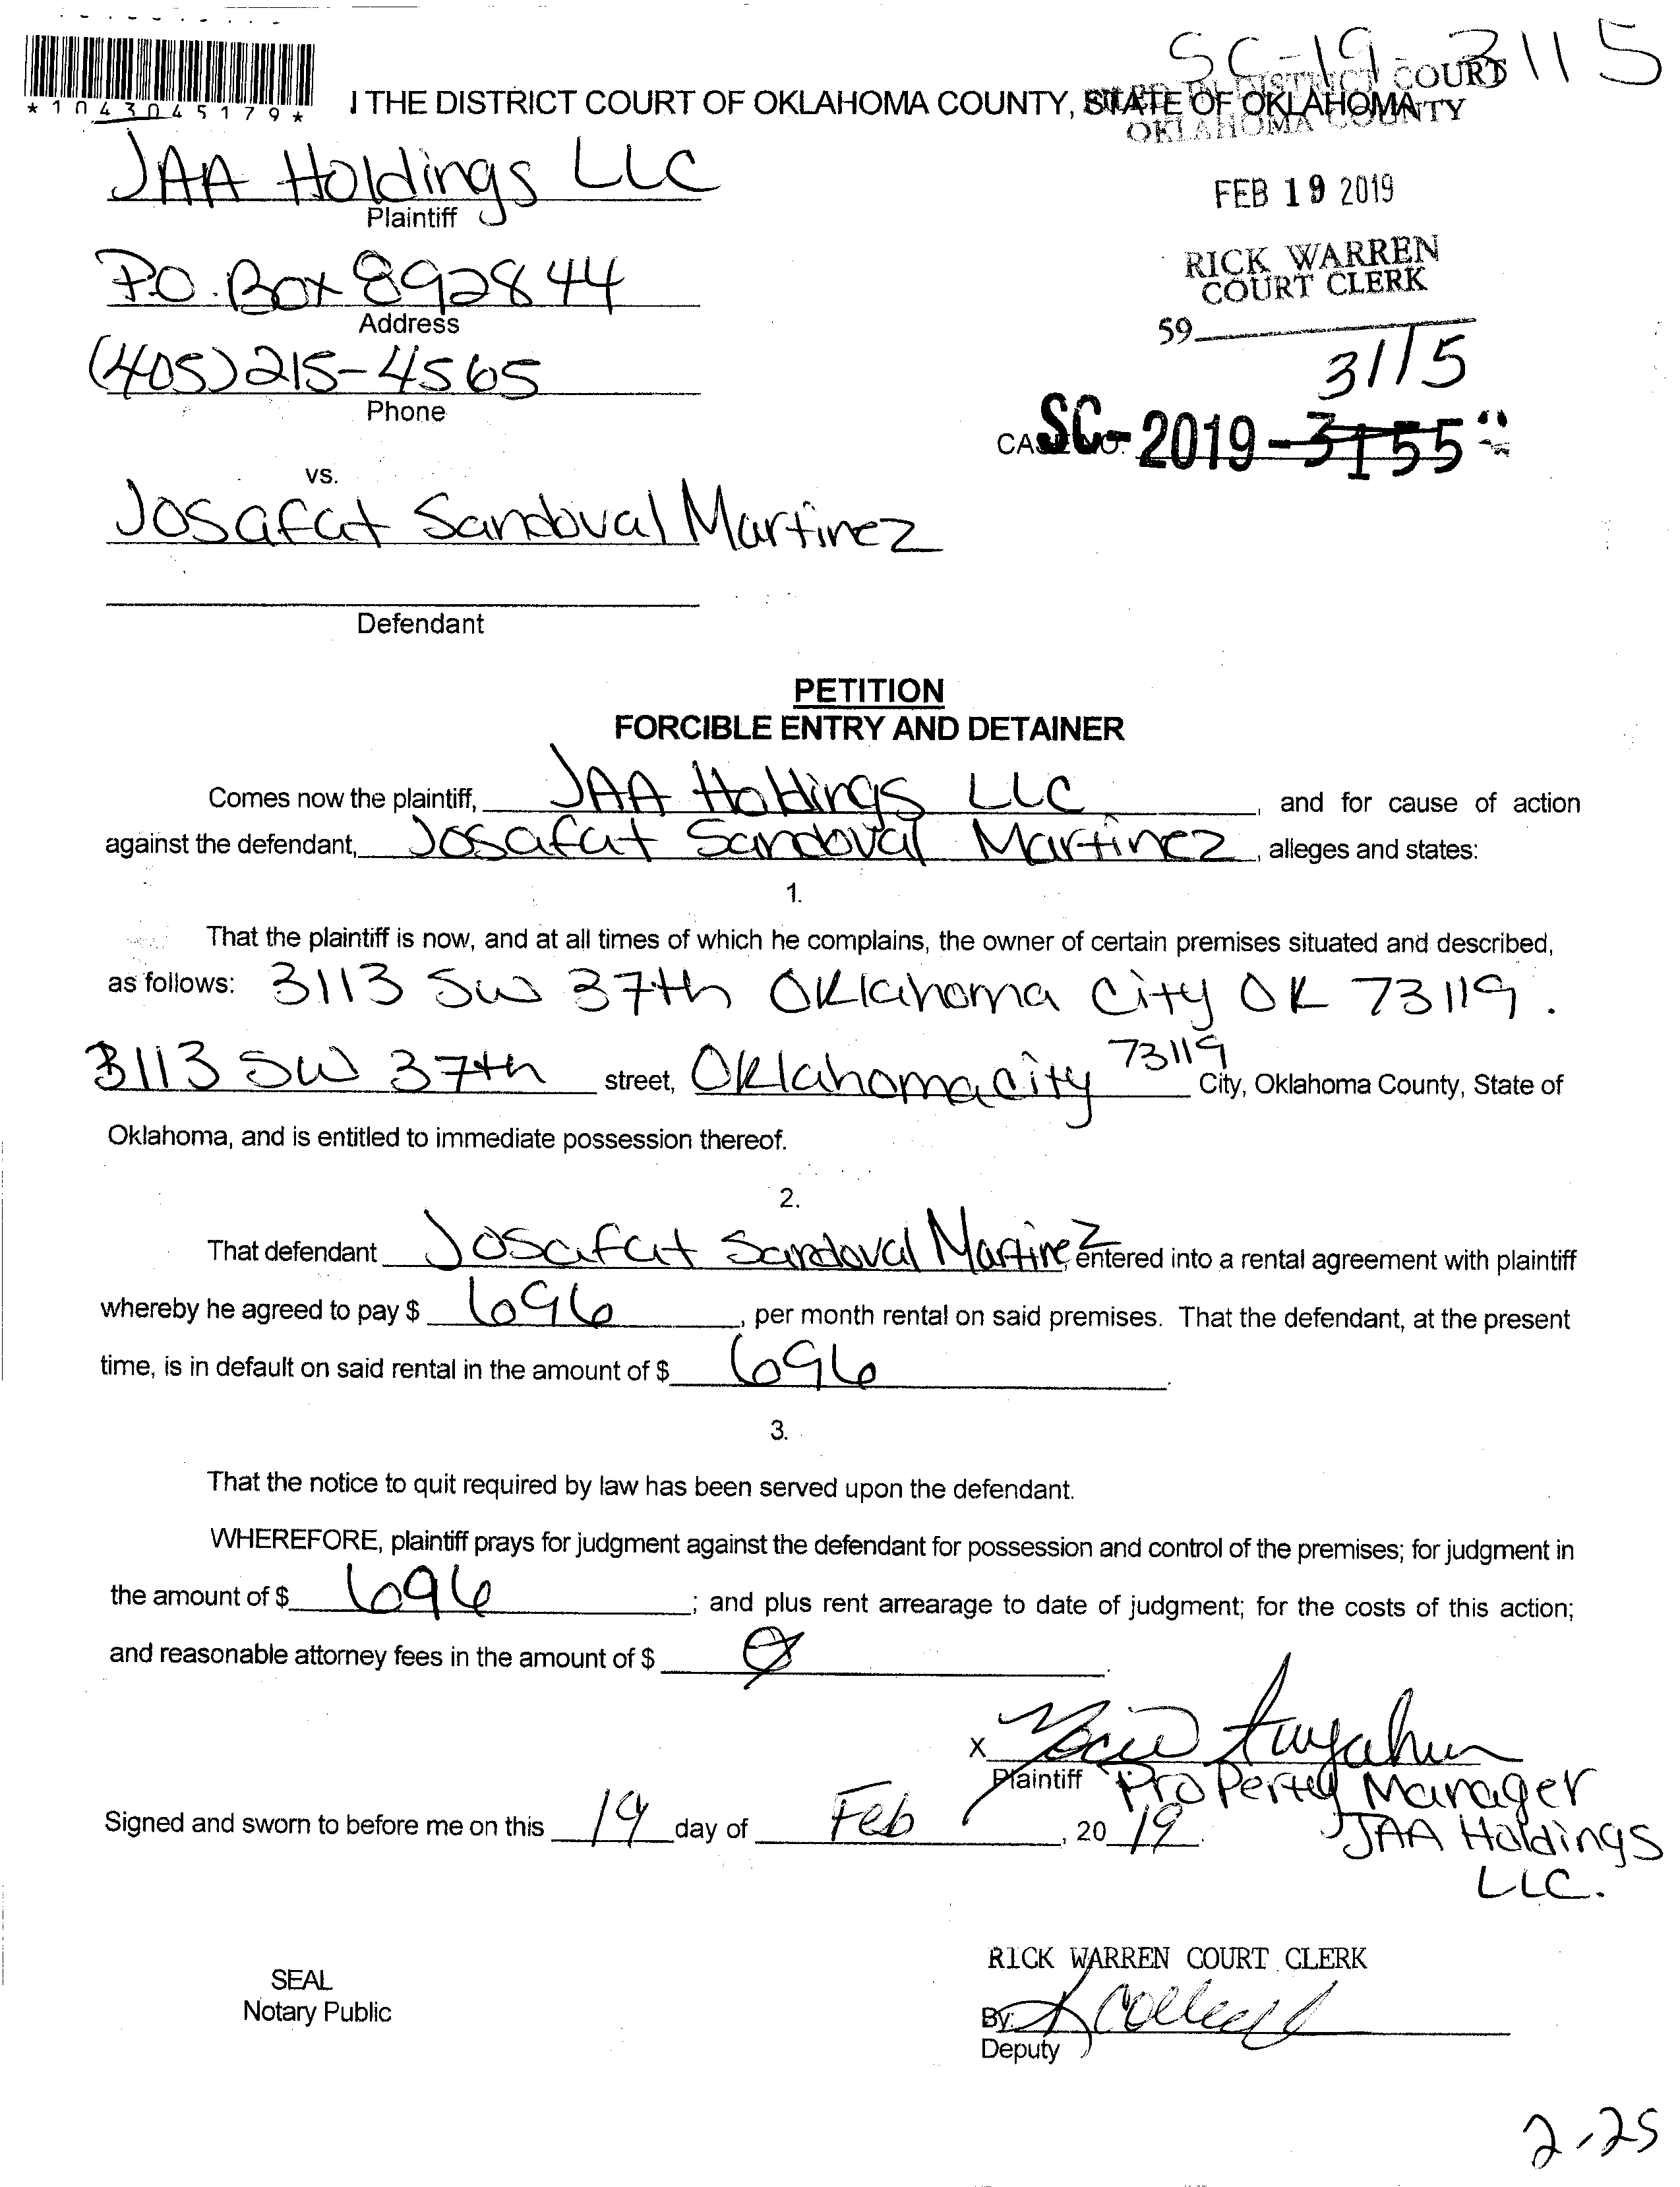 SC-19-3115
*1043045179*
I THE DISTRICT COURT OF OKLAHOMA COUNTY, STATE OF OKLAHOMA
DISTRICT COURT
OKLAHOMA COUNTY
JAA Holdings LLC
Plaintiff
FEB 19 2019
P.O. Box 892844
Address
RICK WARREN
COURT CLERK
59
(405) 215-4565
Phone
3115
SC-2019-3155
vs.
Josafat Sandoval Martinez
Defendant
PETITION
FORCIBLE ENTRY AND DETAINER
Comes now the plaintiff, JAA Holdings LLC, and for cause of action
against the defendant, Josafat Sandoval Martinez, alleges and states:
1.
That the plaintiff is now, and at all times of which he complains, the owner of certain premises situated and described,
as follows: 3113 SW 37th Oklahoma City OK 73119.
3113 SW 37th street, Oklahoma city 73119 City, Oklahoma County, State of
Oklahoma, and is entitled to immediate possession thereof.
2.
That defendant Josafat Sandoval Martinez, entered into a rental agreement with plaintiff
whereby he agreed to pay $ 696, per month rental on said premises. That the defendant, at the present
time, is in default on said rental in the amount of $ 696.
3.
That the notice to quit required by law has been served upon the defendant.
WHEREFORE, plaintiff prays for judgment against the defendant for possession and control of the premises; for judgment in
the amount of $ 696; and plus rent arrearage to date of judgment; for the costs of this action;
and reasonable attorney fees in the amount of $ Ø.
X
Plaintiff Property Manager
JAA Holdings
LLC.
Signed and sworn to before me on this 19 day of Feb, 2019.
RICK WARREN COURT CLERK
SEAL
Notary Public
By:
Deputy
2-25